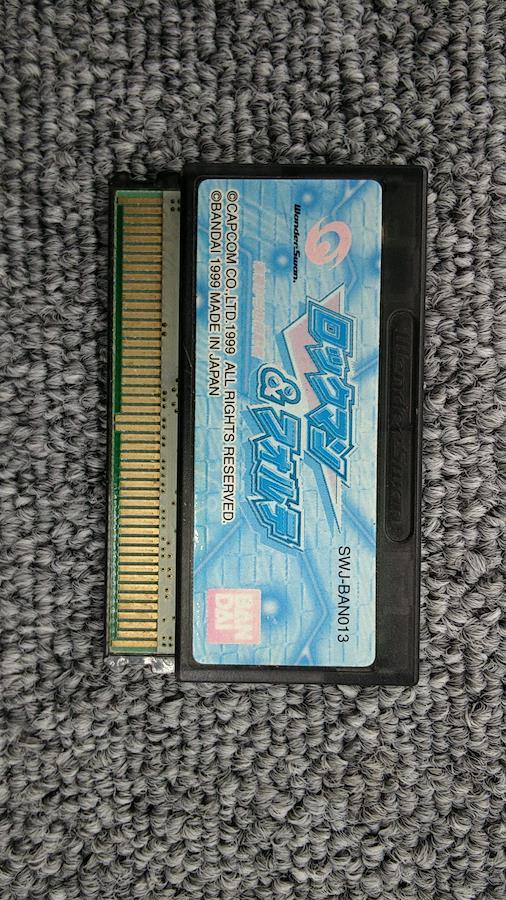 WonderSwan.
SWJ-BAN013
ロックマン
&フォルテ
©CAPCOM CO.,LTD.1999 ALL RIGHTS RESERVED.
©BANDAI 1999 MADE IN JAPAN
BAN
DAI